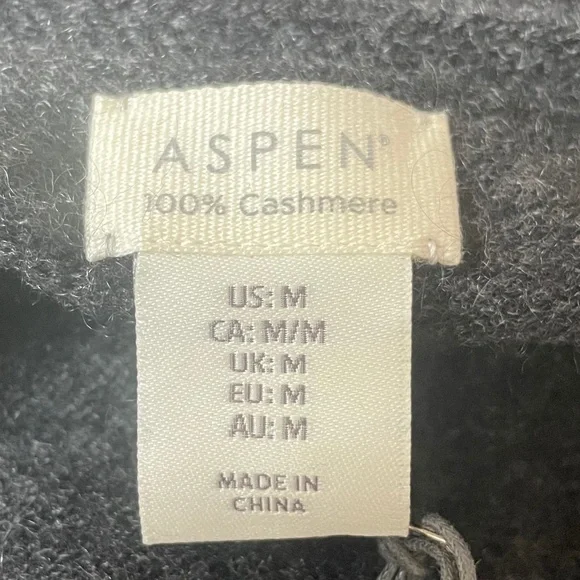 ASPEN®
100% Cashmere
US: M
CA: M/M
UK: M
EU: M
AU: M
MADE IN
CHINA